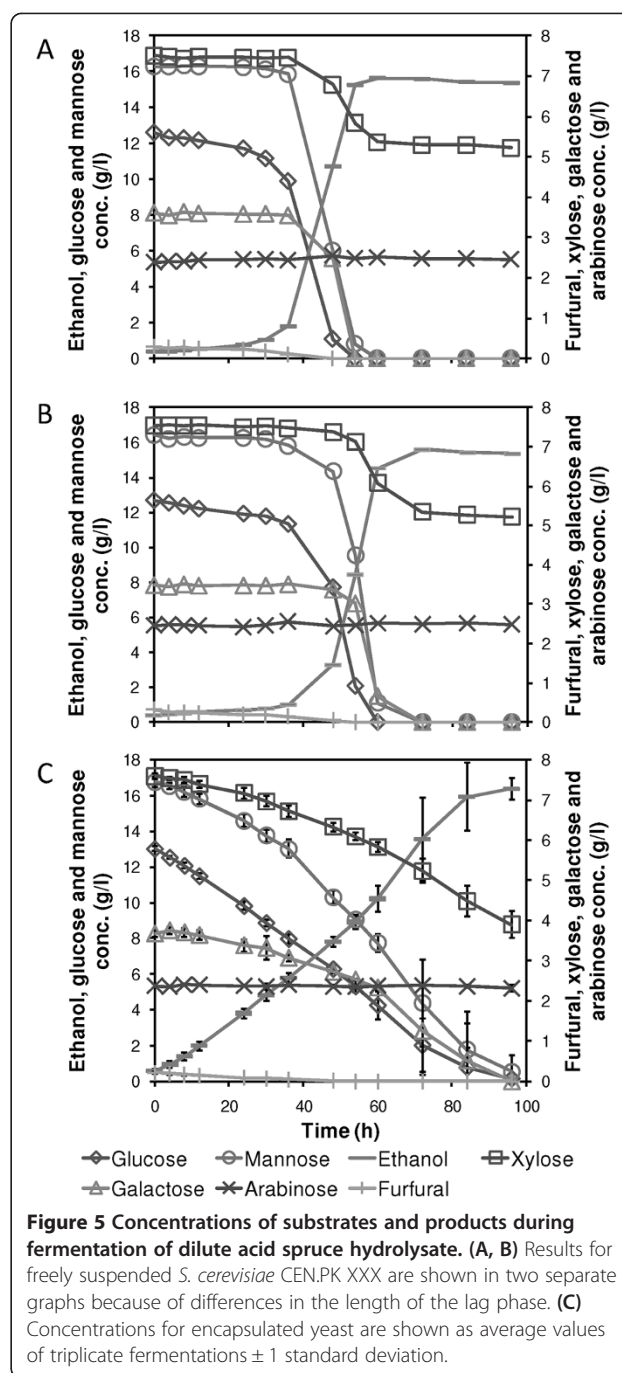 A
18
16
14
12
10
8
6
4
2
0
Ethanol, glucose and mannose
conc. (g/l)
8
7
6
5
4
3
2
1
0
Furfural, xylose, galactose and
arabinose conc. (g/l)
B
18
16
14
12
10
8
6
4
2
0
Ethanol, glucose and mannose
conc. (g/l)
8
7
6
5
4
3
2
1
0
Furfural, xylose, galactose and
arabinose conc. (g/l)
C
18
16
14
12
10
8
6
4
2
0
Ethanol, glucose and mannose
conc. (g/l)
8
7
6
5
4
3
2
1
0
Furfural, xylose, galactose and
arabinose conc. (g/l)
0 20 40 60 80 100
Time (h)
Glucose Mannose Ethanol Xylose
Galactose Arabinose Furfural
Figure 5 Concentrations of substrates and products during
fermentation of dilute acid spruce hydrolysate. (A, B) Results for
freely suspended S. cerevisiae CEN.PK XXX are shown in two separate
graphs because of differences in the length of the lag phase. (C)
Concentrations for encapsulated yeast are shown as average values
of triplicate fermentations ± 1 standard deviation.